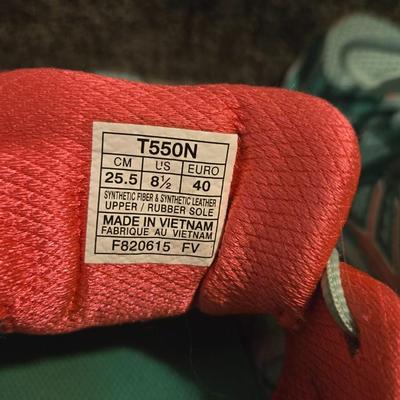 T550N
CM US EURO
25.5 8½ 40
SYNTHETIC FIBER & SYNTHETIC LEATHER
UPPER / RUBBER SOLE
MADE IN VIETNAM
FABRIQUE AU VIETNAM
F820615 FV